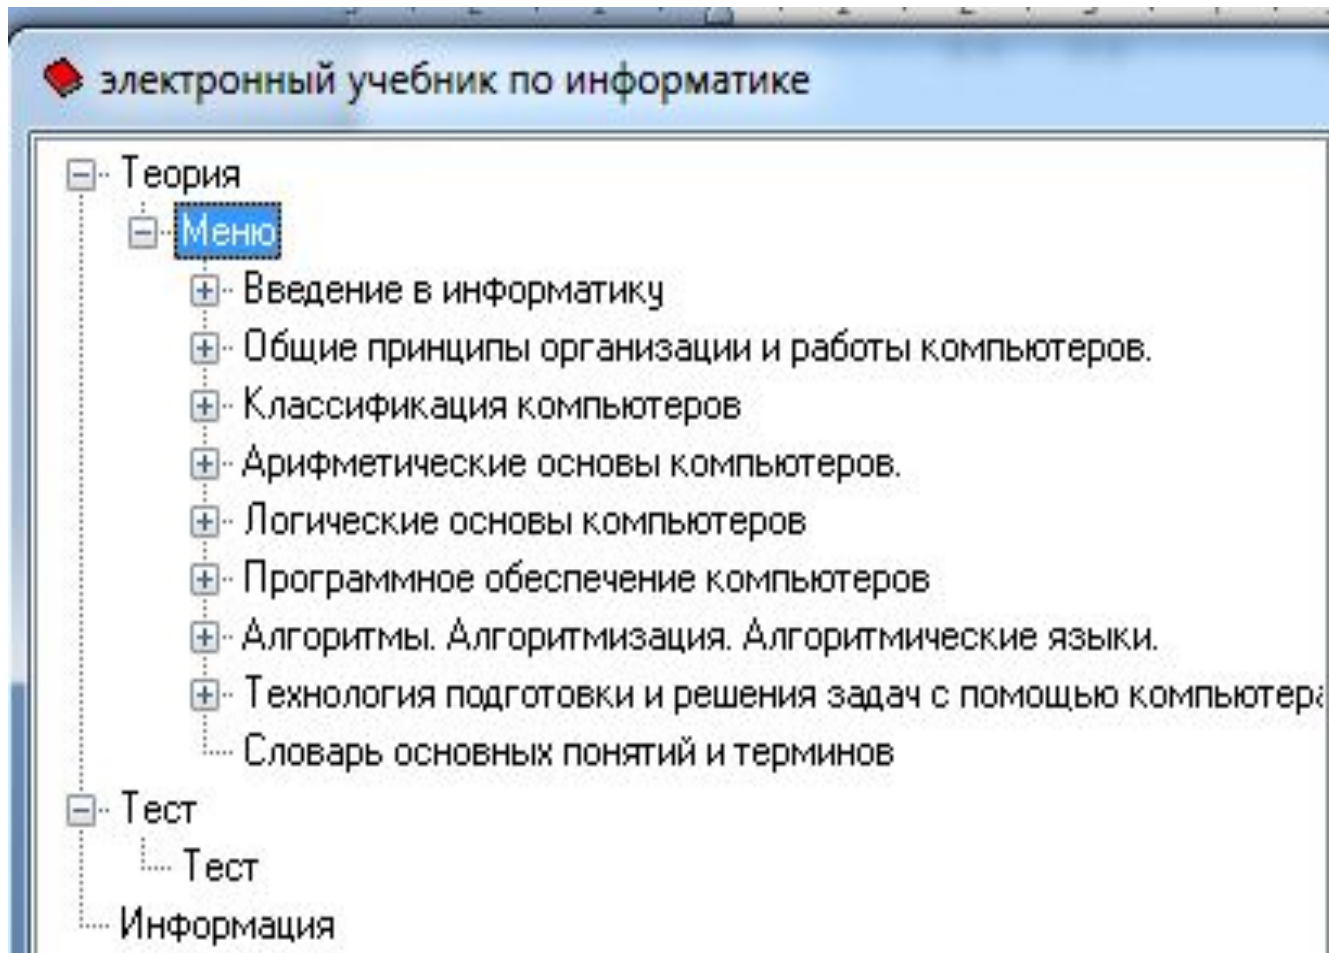 электронный учебник по информатике
Теория
Меню
Введение в информатику
Общие принципы организации и работы компьютеров.
Классификация компьютеров
Арифметические основы компьютеров.
Логические основы компьютеров
Программное обеспечение компьютеров
Алгоритмы. Алгоритмизация. Алгоритмические языки.
Технология подготовки и решения задач с помощью компьютера
Словарь основных понятий и терминов
Тест
Тест
Информация